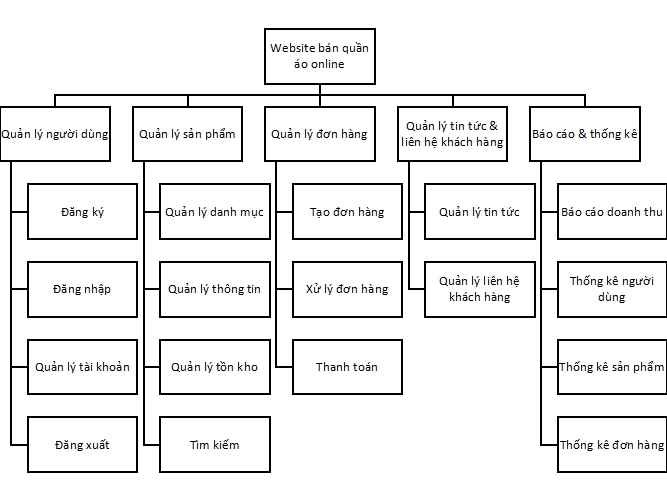 Website bán quần
áo online
Quản lý người dùng
Quản lý sản phẩm
Quản lý đơn hàng
Quản lý tin tức &
liên hệ khách hàng
Báo cáo & thống kê
Đăng ký
Quản lý danh mục
Tạo đơn hàng
Quản lý tin tức
Báo cáo doanh thu
Đăng nhập
Quản lý thông tin
Xử lý đơn hàng
Quản lý liên hệ
khách hàng
Thống kê người
dùng
Quản lý tài khoản
Quản lý tồn kho
Thanh toán
Thống kê sản phẩm
Đăng xuất
Tìm kiếm
Thống kê đơn hàng